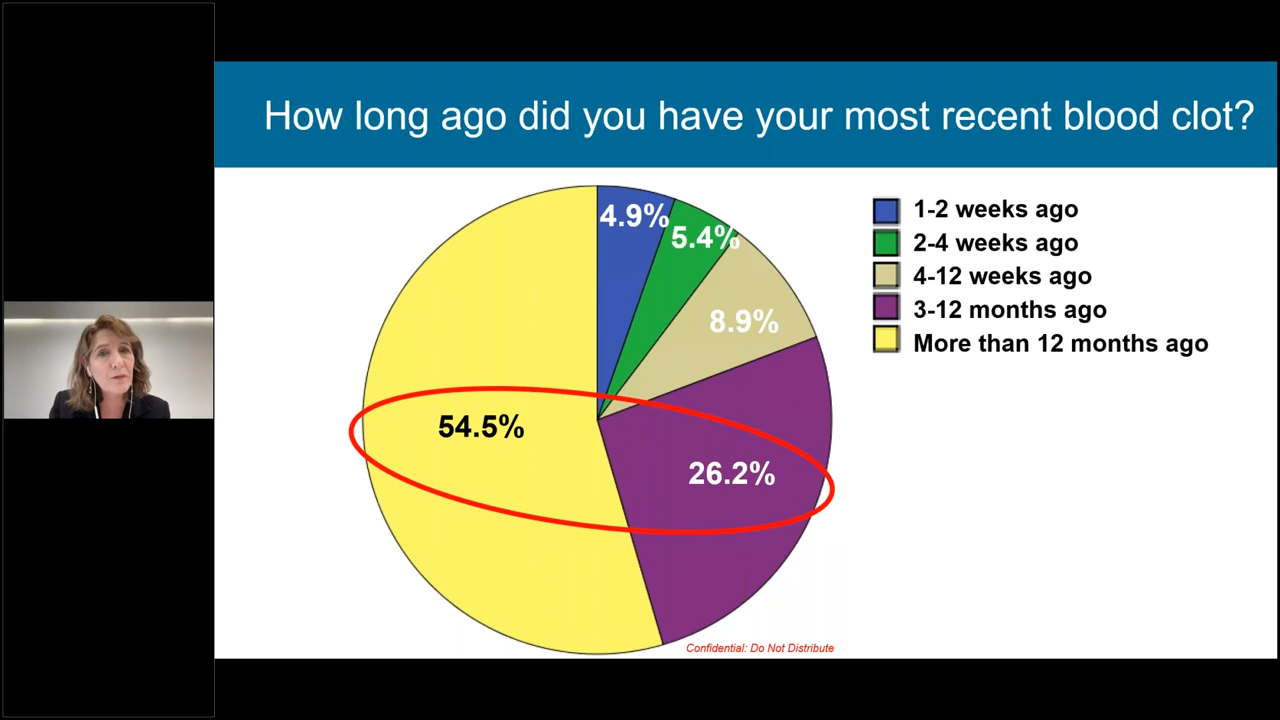 How long ago did you have your most recent blood clot?
4.9%
5.4%
8.9%
26.2%
54.5%
1-2 weeks ago
2-4 weeks ago
4-12 weeks ago
3-12 months ago
More than 12 months ago
Confidential: Do Not Distribute